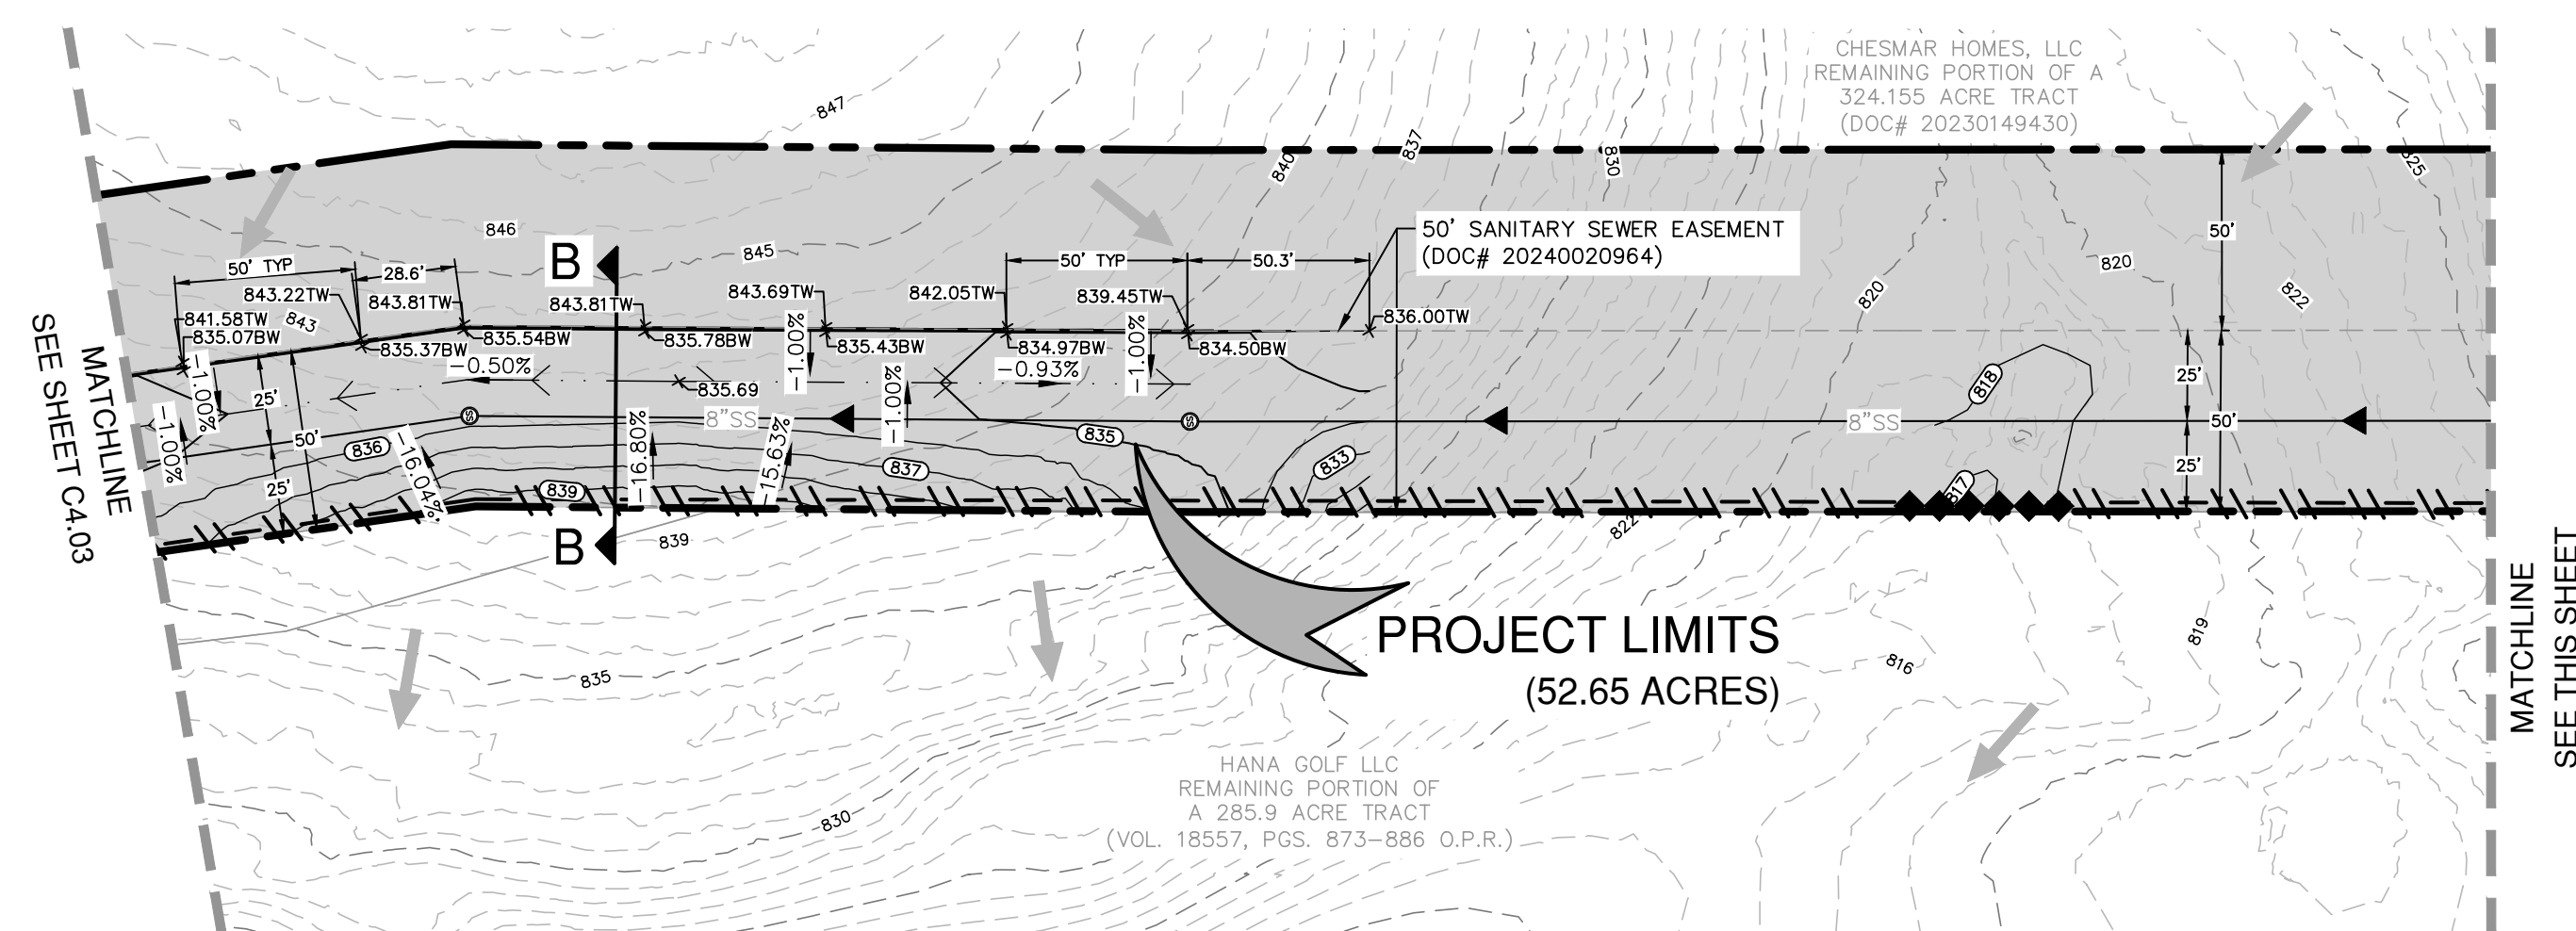 CHESMAR HOMES, LLC
REMAINING PORTION OF A
324.155 ACRE TRACT
(DOC# 20230149430)
847
840
837
830
825
846
B
845
50' TYP
28.6'
50' TYP
50.3'
50' SANITARY SEWER EASEMENT
(DOC# 20240020964)
50'
820
820
822
843.22TW
843.81TW
843.81TW
843.69TW
842.05TW
839.45TW
836.00TW
841.58TW
843
835.07BW
835.37BW
835.54BW
835.78BW
835.43BW
834.97BW
834.50BW
-1.00%
-1.00%
-0.50%
-0.93%
835.69
-1.00%
-1.00%
-1.00%
25'
50'
25'
8"SS
SS
SS
8"SS
818
25'
50'
25'
836
-16.04%
-16.80%
-15.63%
835
837
833
839
817
MATCHLINE
SEE SHEET C4.03
B
839
822
PROJECT LIMITS
(52.65 ACRES)
835
819
816
830
HANA GOLF LLC
REMAINING PORTION OF
A 285.9 ACRE TRACT
(VOL. 18557, PGS. 873-886 O.P.R.)
MATCHLINE
SEE THIS SHEET